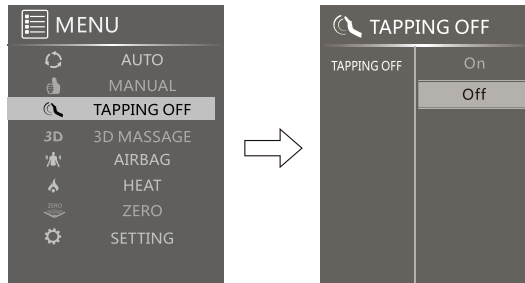 MENU
AUTO
MANUAL
TAPPING OFF
3D 3D MASSAGE
AIRBAG
HEAT
ZERO ZERO
SETTING
TAPPING OFF
TAPPING OFF
On
Off